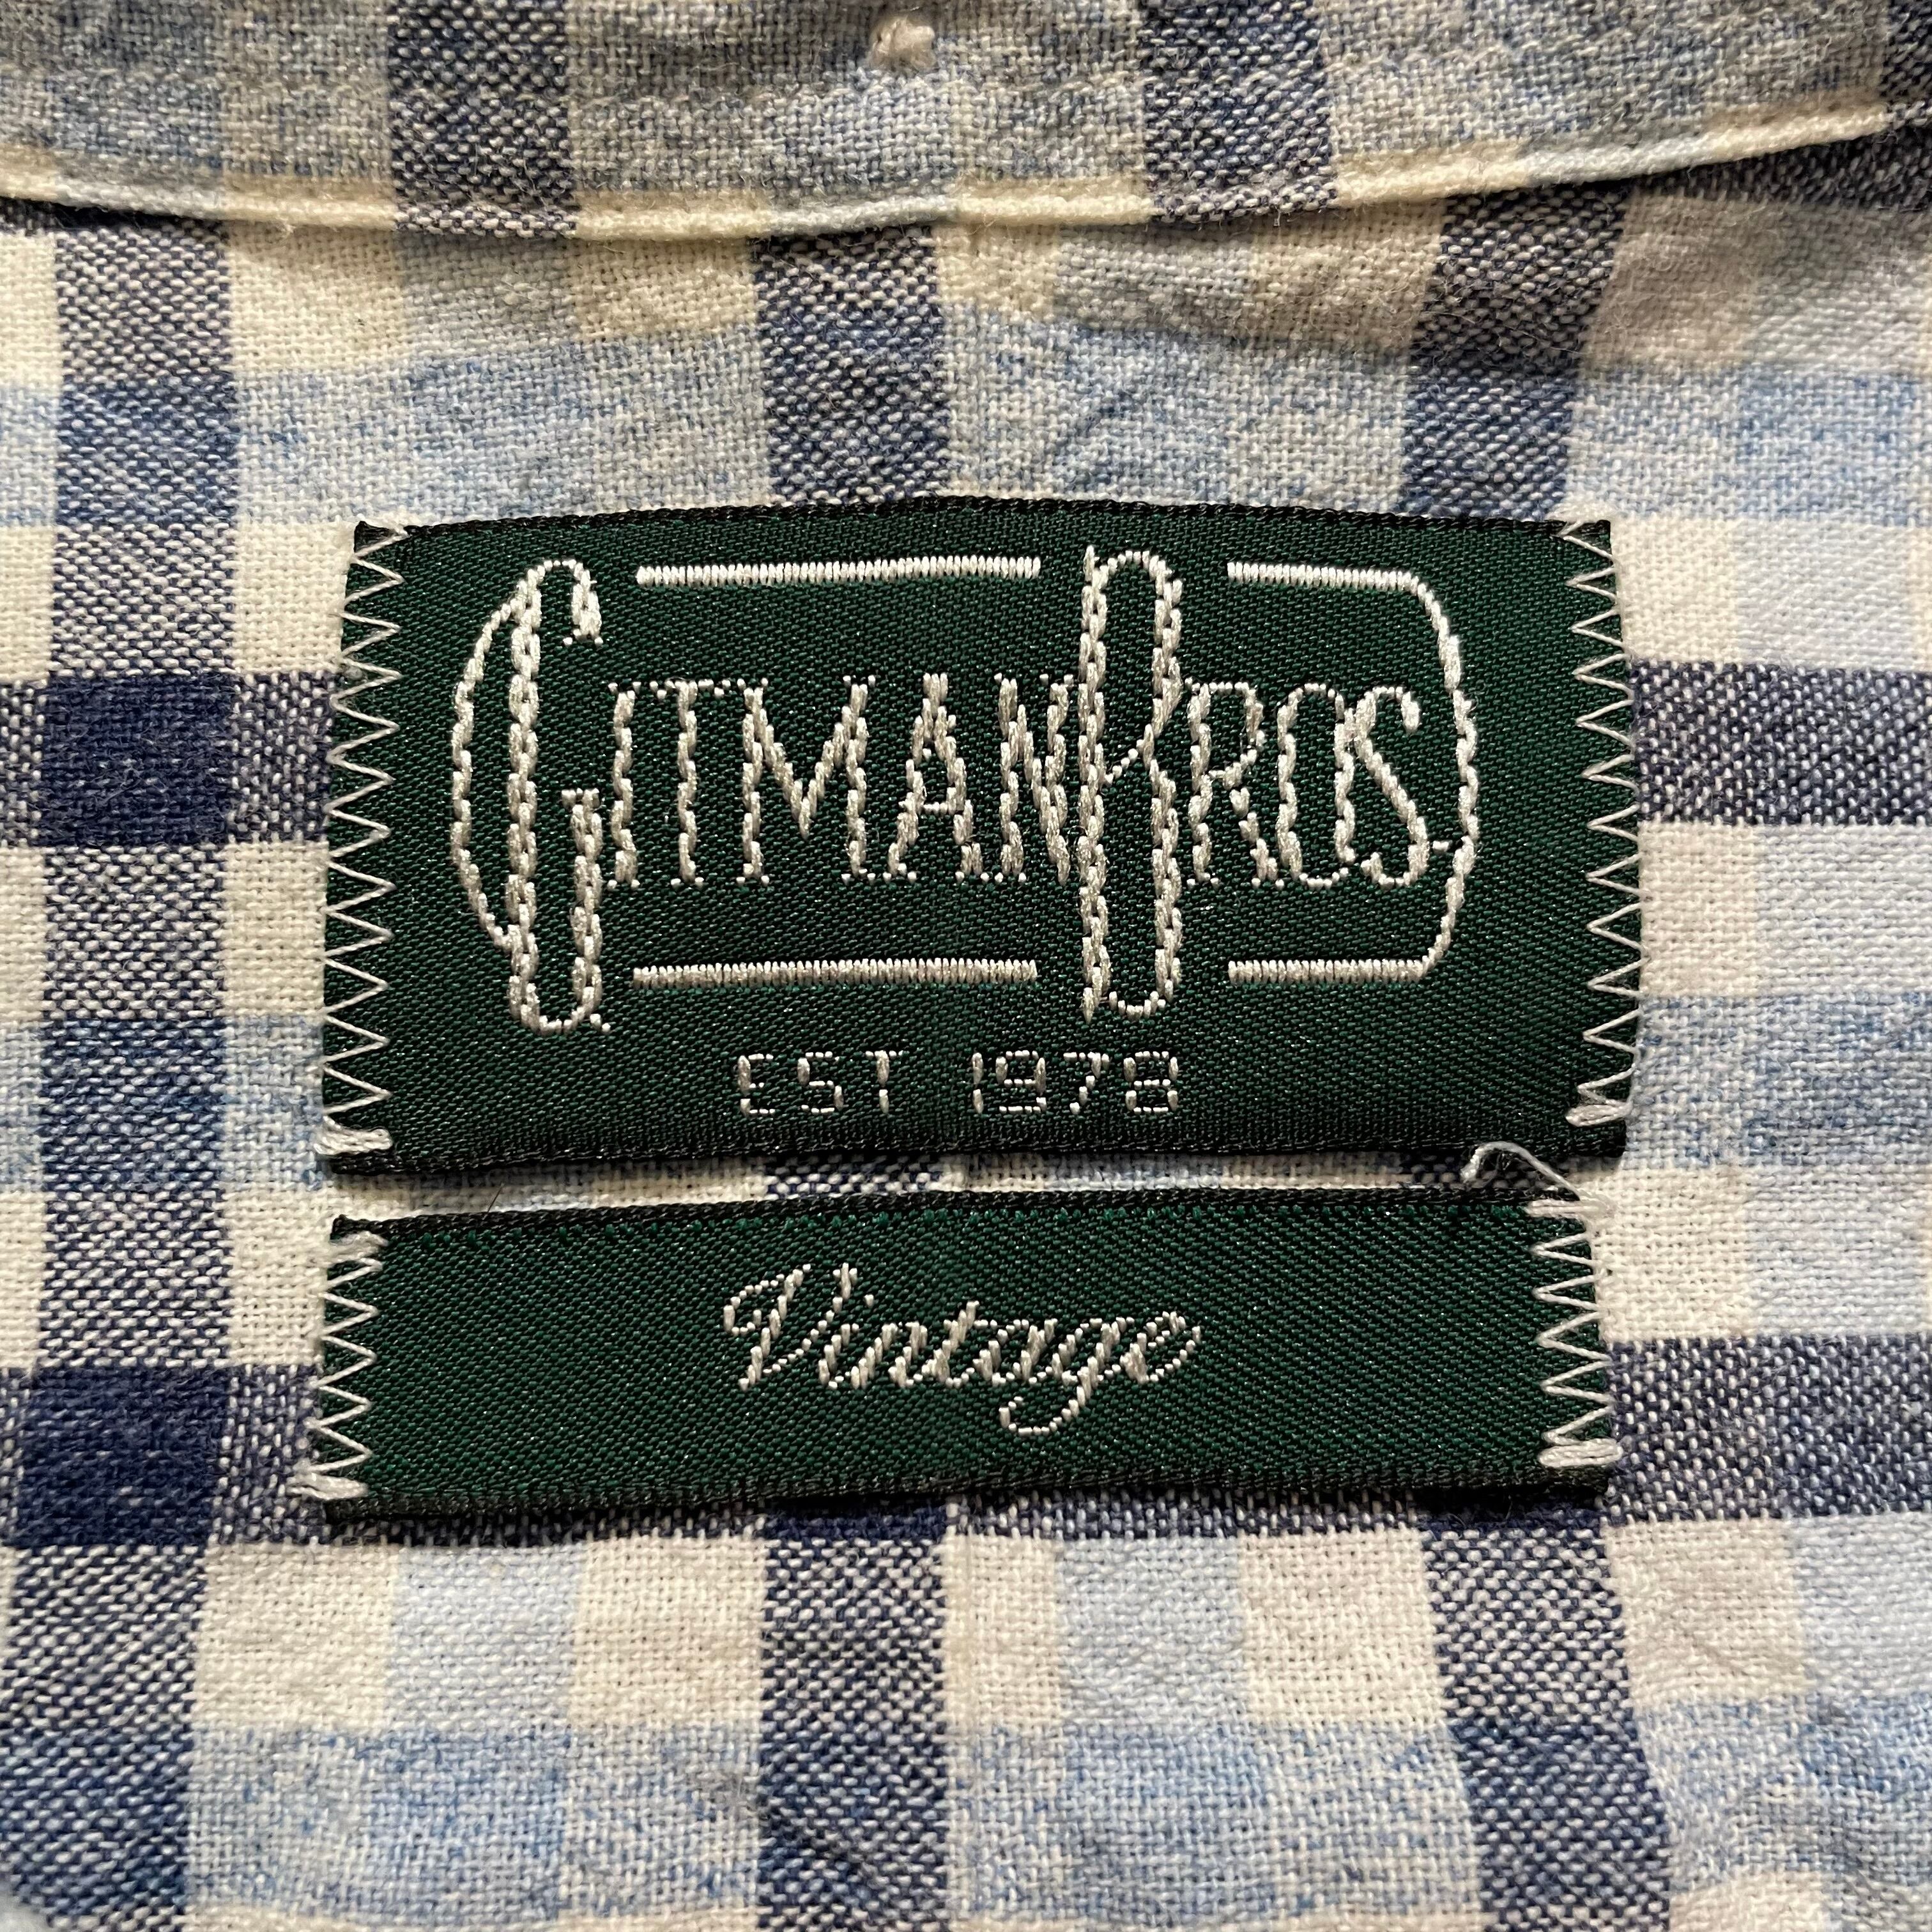 GITMAN BROS.
EST 1978
Vintage